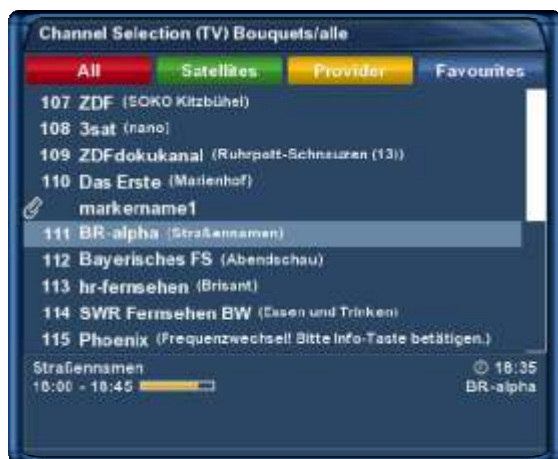 Channel Selection (TV) Bouquets/alle
All Satellites Provider Favourites
107 ZDF (SOKO Kitzbühel)
108 3sat (nano)
109 ZDFdokukanal (Ruhrpott-Schnauzen (13))
110 Das Erste (Marienhof)
markername1
111 BR-alpha (Straßennamen)
112 Bayerisches FS (Abendschau)
113 hr-fernsehen (Brisant)
114 SWR Fernsehen BW (Essen und Trinken)
115 Phoenix (Frequenzwechsel! Bitte Info-Taste betätigen.)
Straßennamen 18:35
18:00 - 18:45 BR-alpha